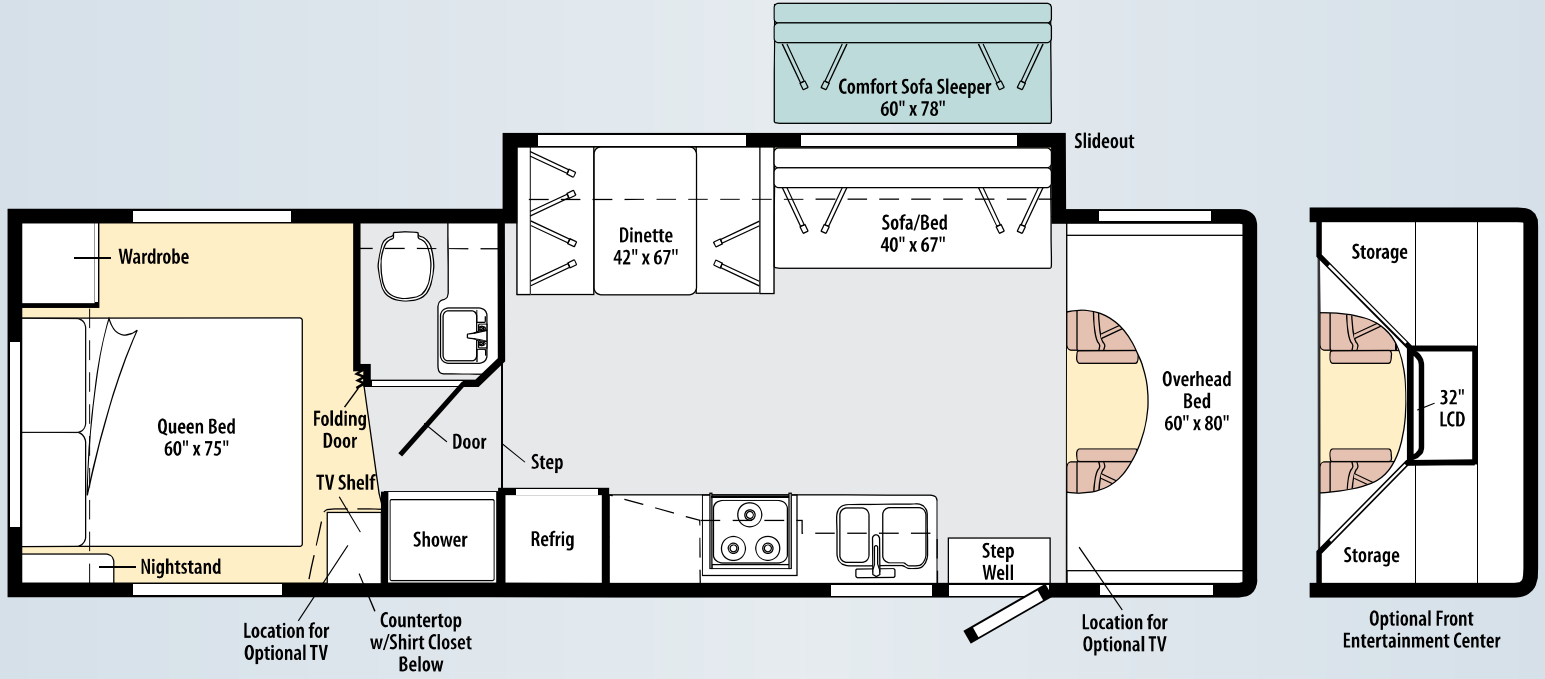 Comfort Sofa Sleeper
60" x 78"
Slideout
Wardrobe
Dinette
42" x 67"
Sofa/Bed
40" x 67"
Storage
Queen Bed
60" x 75"
Folding
Door
Door
Step
TV Shelf
Overhead
Bed
60" x 80"
32"
LCD
Nightstand
Shower
Refrig
Step
Well
Storage
Location for
Optional TV
Countertop
w/Shirt Closet
Below
Location for
Optional TV
Optional Front
Entertainment Center